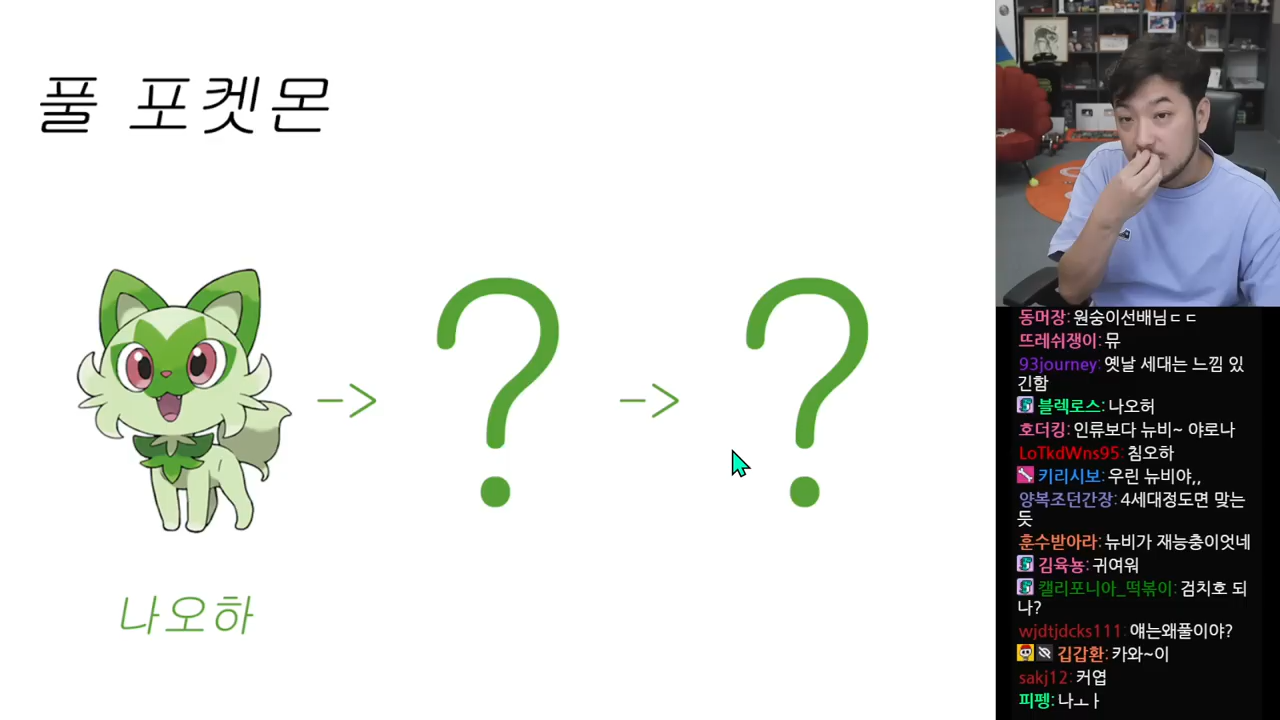 풀 포켓몬
->
->
나오하
동머장: 원숭이선배님ㄷㄷ
뜨레쉬쟁이: 뮤
93journey: 옛날 세대는 느낌 있
긴함
블렉로스: 나오허
호더킹: 인류보다 뉴비~ 야로나
LoTkdWns95: 침오하
키리시보: 우린 뉴비야,,
양복조던간장: 4세대정도면 맞는
듯
훈수받아라: 뉴비가 재능충이엇네
김육뇽: 귀여워
캘리포니아_떡볶이: 검치호 되
나?
wjdtjdcks111: 얘는왜풀이야?
깁갑환: 카와~이
sakj12: 커엽
피펭: 나ㅗㅏ